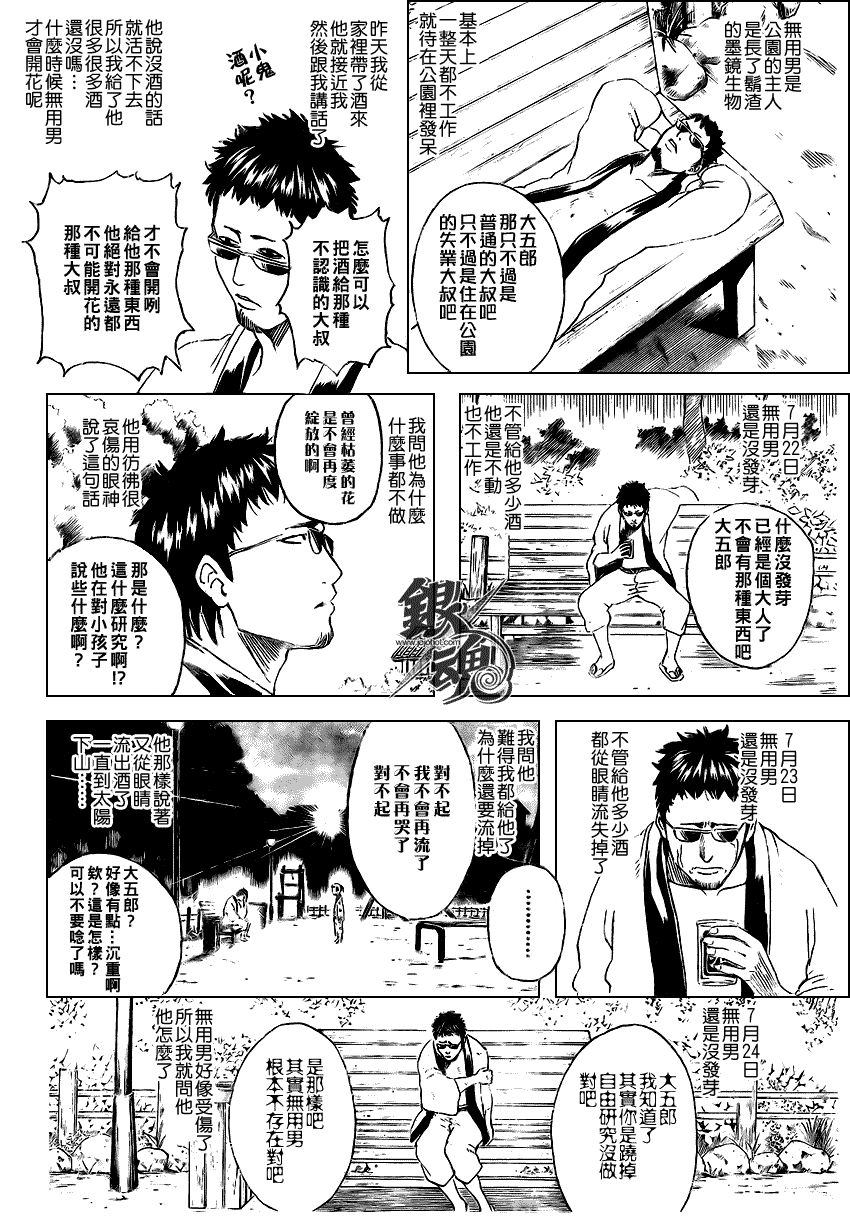 無用男是
公園的主人
是長了鬍渣
的墨鏡生物
基本上
一整天都不工作
就待在公園裡發呆
大五郎
那只不過是
普通的大叔吧
只不過是住在公園
的失業大叔吧
昨天我從
家裡帶了酒來
他就接近我
然後跟我講話了
小鬼
酒呢？
他說沒酒的話
就活不下去
所以我給了他
很多很多酒
還沒嗎…
什麼時候無用男
才會開花呢
怎麼可以
把酒給那種
不認識的大叔
才不會開咧
給他那種東西
他絕對永遠都
不可能開花的
那種大叔
7月22日
無用男
還是沒發芽
不管給他多少酒
他還是不動
也不工作
什麼沒發芽
已經是個大人了
不會有那種東西吧
大五郎
我問他為什麼
什麼事都不做
曾經枯萎的花
是不會再度
綻放的啊
他用彷彿很
哀傷的眼神
說了這句話
那是什麼？
這什麼研究啊!?
他在對小孩子
說些什麼啊？
銀魂
www.jojohot.com
7月23日
無用男
還是沒發芽
不管給他多少酒
都從眼睛流失掉了
我問他
難得我都給他了
為什麼還要流掉
………
對不起
我不會再流了
不會再哭了
對不起
他那樣說著
又從眼睛
流出酒了
一直到太陽
下山……
大五郎？
好像有點…沉重啊
欸？這是怎樣？
可以不要唸了嗎
7月24日
無用男
還是沒發芽
大五郎
我知道了
其實你是蹺掉
自由研究沒做
對吧
是那樣吧
其實無用男
根本不存在對吧
無用男好像受傷了
所以我就問他
他怎麼了